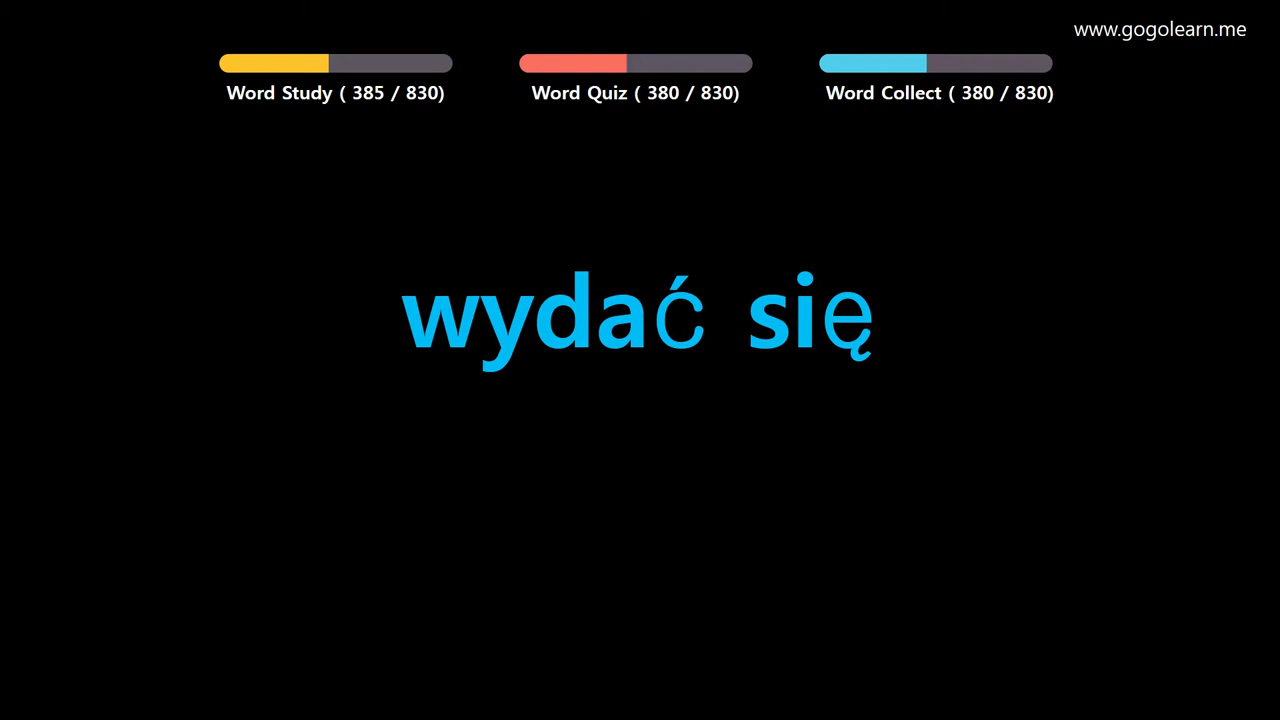 www.gogolearn.me
Word Study ( 385 / 830)
Word Quiz ( 380 / 830)
Word Collect ( 380 / 830)
wydać się